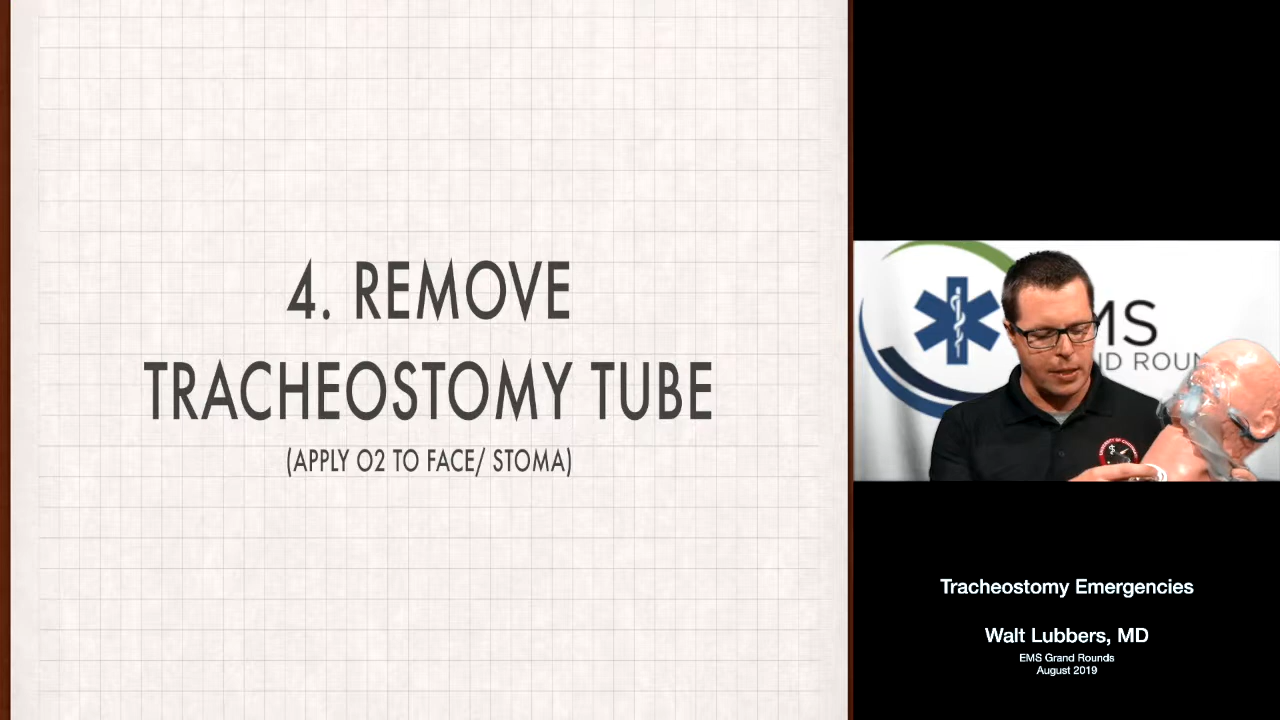 4. REMOVE
TRACHEOSTOMY TUBE
(APPLY O2 TO FACE/ STOMA)
MS
ND ROUN
Tracheostomy Emergencies
Walt Lubbers, MD
EMS Grand Rounds
August 2019